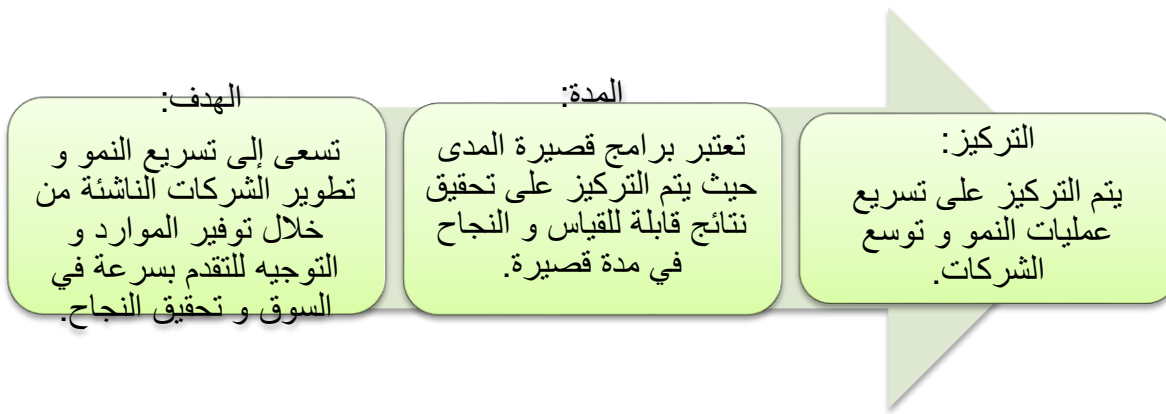 الهدف:
تسعى إلى تسريع النمو و
تطوير الشركات الناشئة من
خلال توفير الموارد و
التوجيه للتقدم بسرعة في
السوق و تحقيق النجاح.
المدة:
تعتبر برامج قصيرة المدى
حيث يتم التركيز على تحقيق
نتائج قابلة للقياس و النجاح
في مدة قصيرة.
التركيز:
يتم التركيز على تسريع
عمليات النمو و توسع
الشركات.